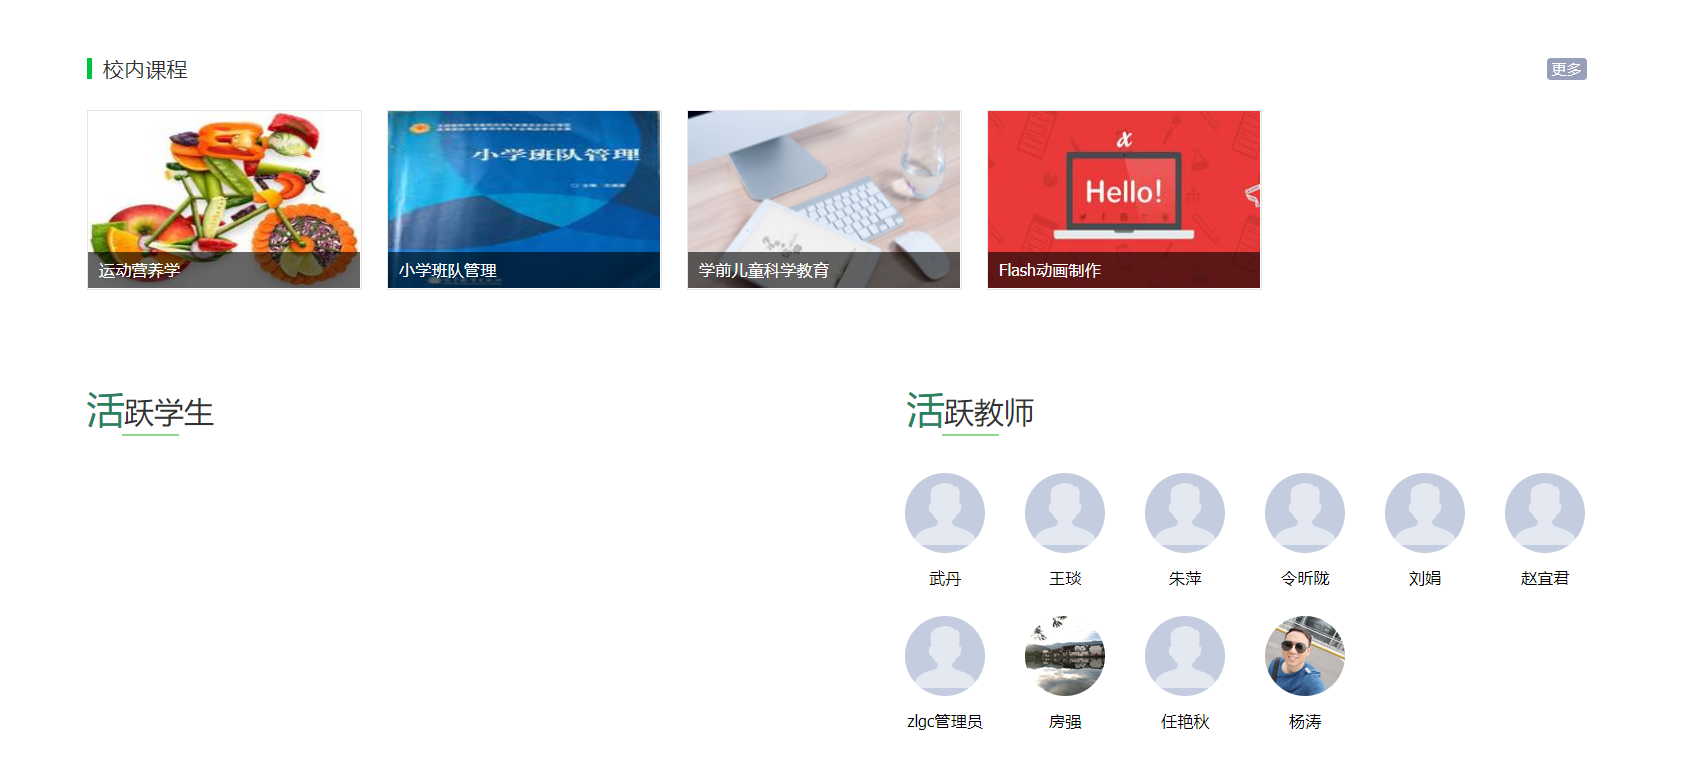 校内课程
更多
小学班队管理
Hello!
运动营养学
小学班队管理
学前儿童科学教育
Flash动画制作
活跃学生
活跃教师
武丹
王琰
朱萍
令昕陇
刘娟
赵宜君
zlgc管理员
房强
任艳秋
杨涛